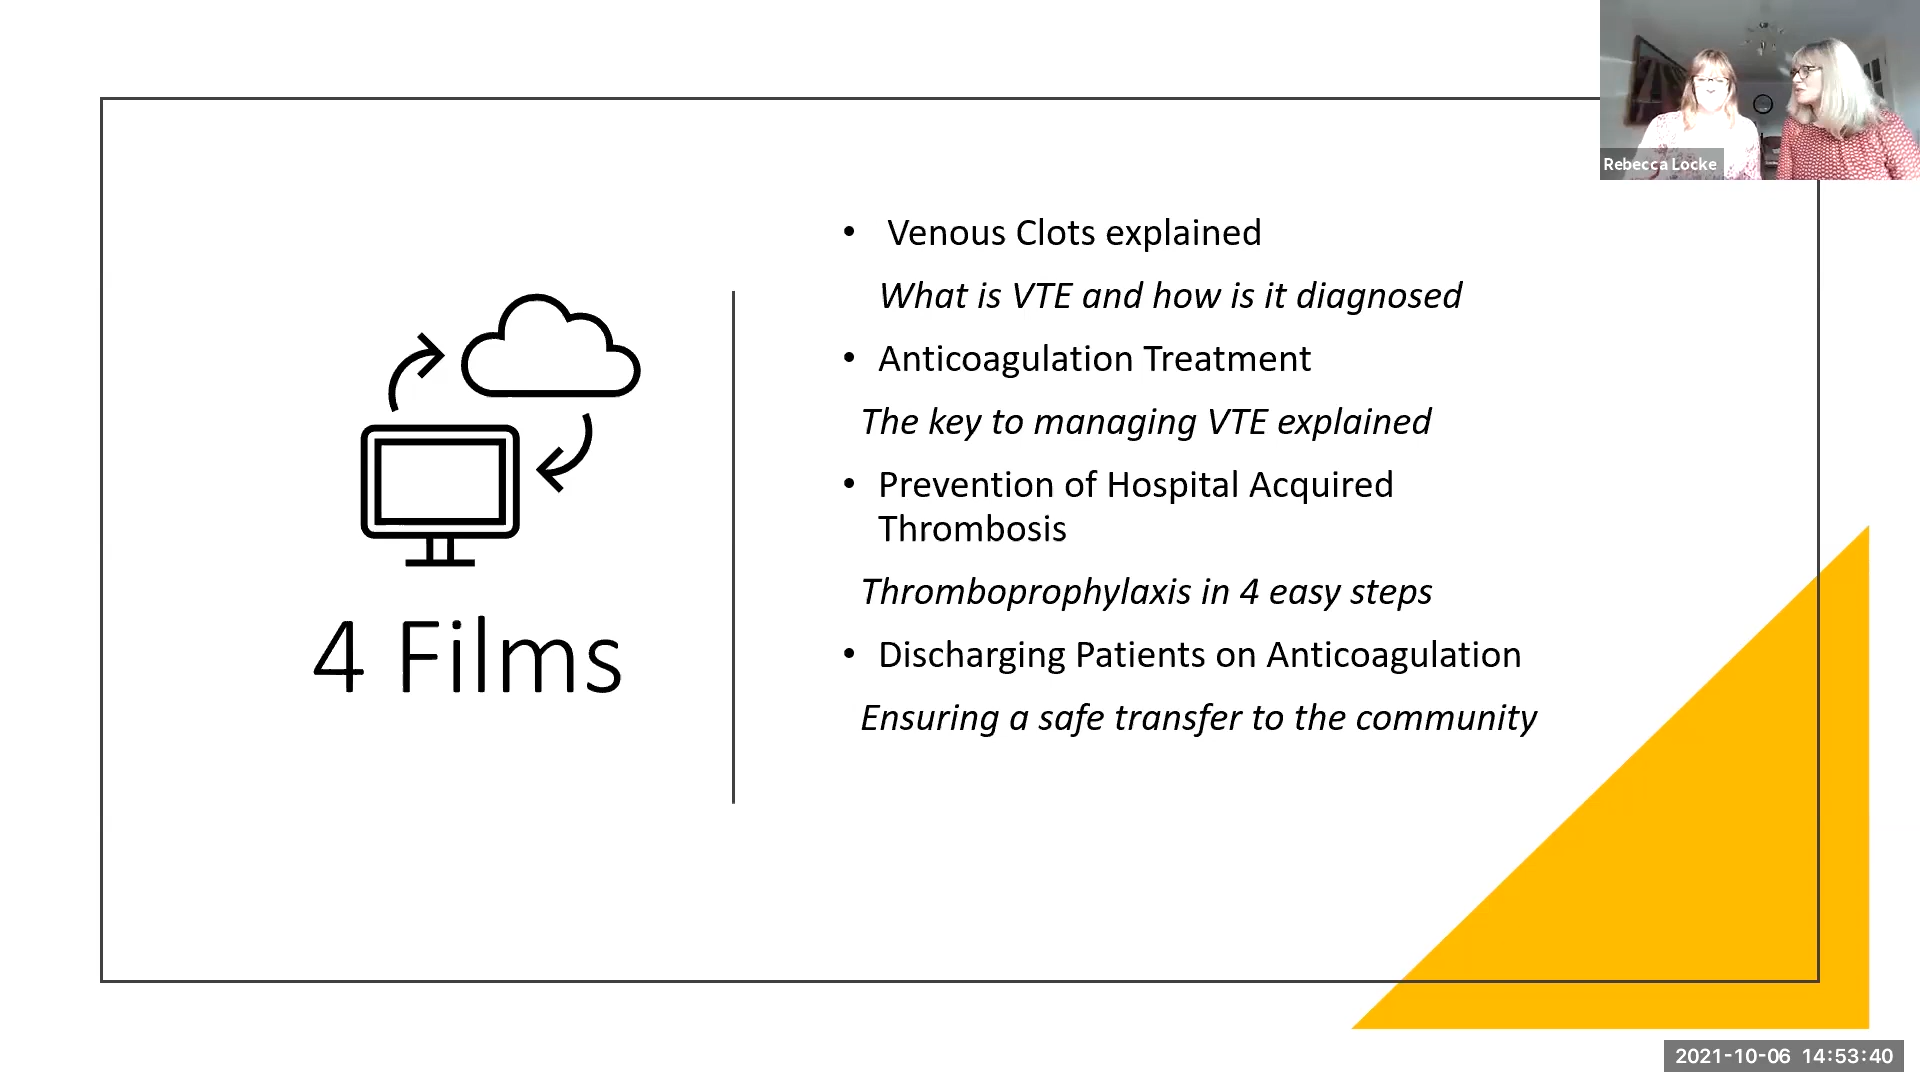 Rebecca Locke
• Venous Clots explained
What is VTE and how is it diagnosed
• Anticoagulation Treatment
The key to managing VTE explained
• Prevention of Hospital Acquired
Thrombosis
Thromboprophylaxis in 4 easy steps
• Discharging Patients on Anticoagulation
Ensuring a safe transfer to the community
4 Films
2021-10-06 14:53:40